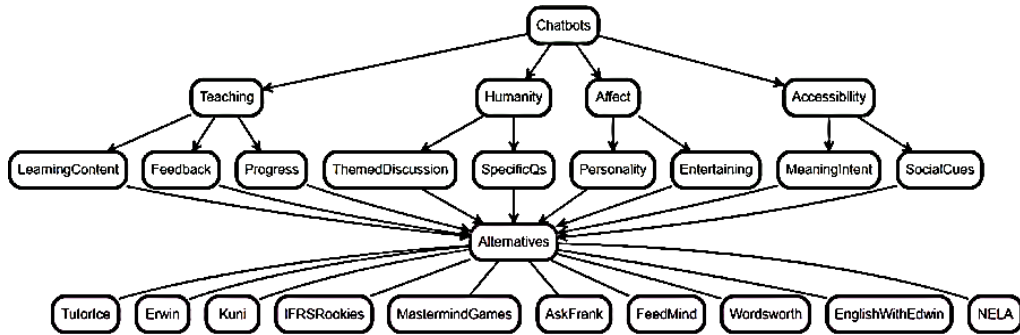 Chatbots
Teaching Humanity Affect Accessibility
LearningContent Feedback Progress ThemedDiscussion SpecificQs Personality Entertaining MeaningIntent SocialCues
Alternatives
TutorIce Erwin Kuni IFRSRookies MastermindGames AskFrank FeedMind Wordsworth EnglishWithEdwin NELA